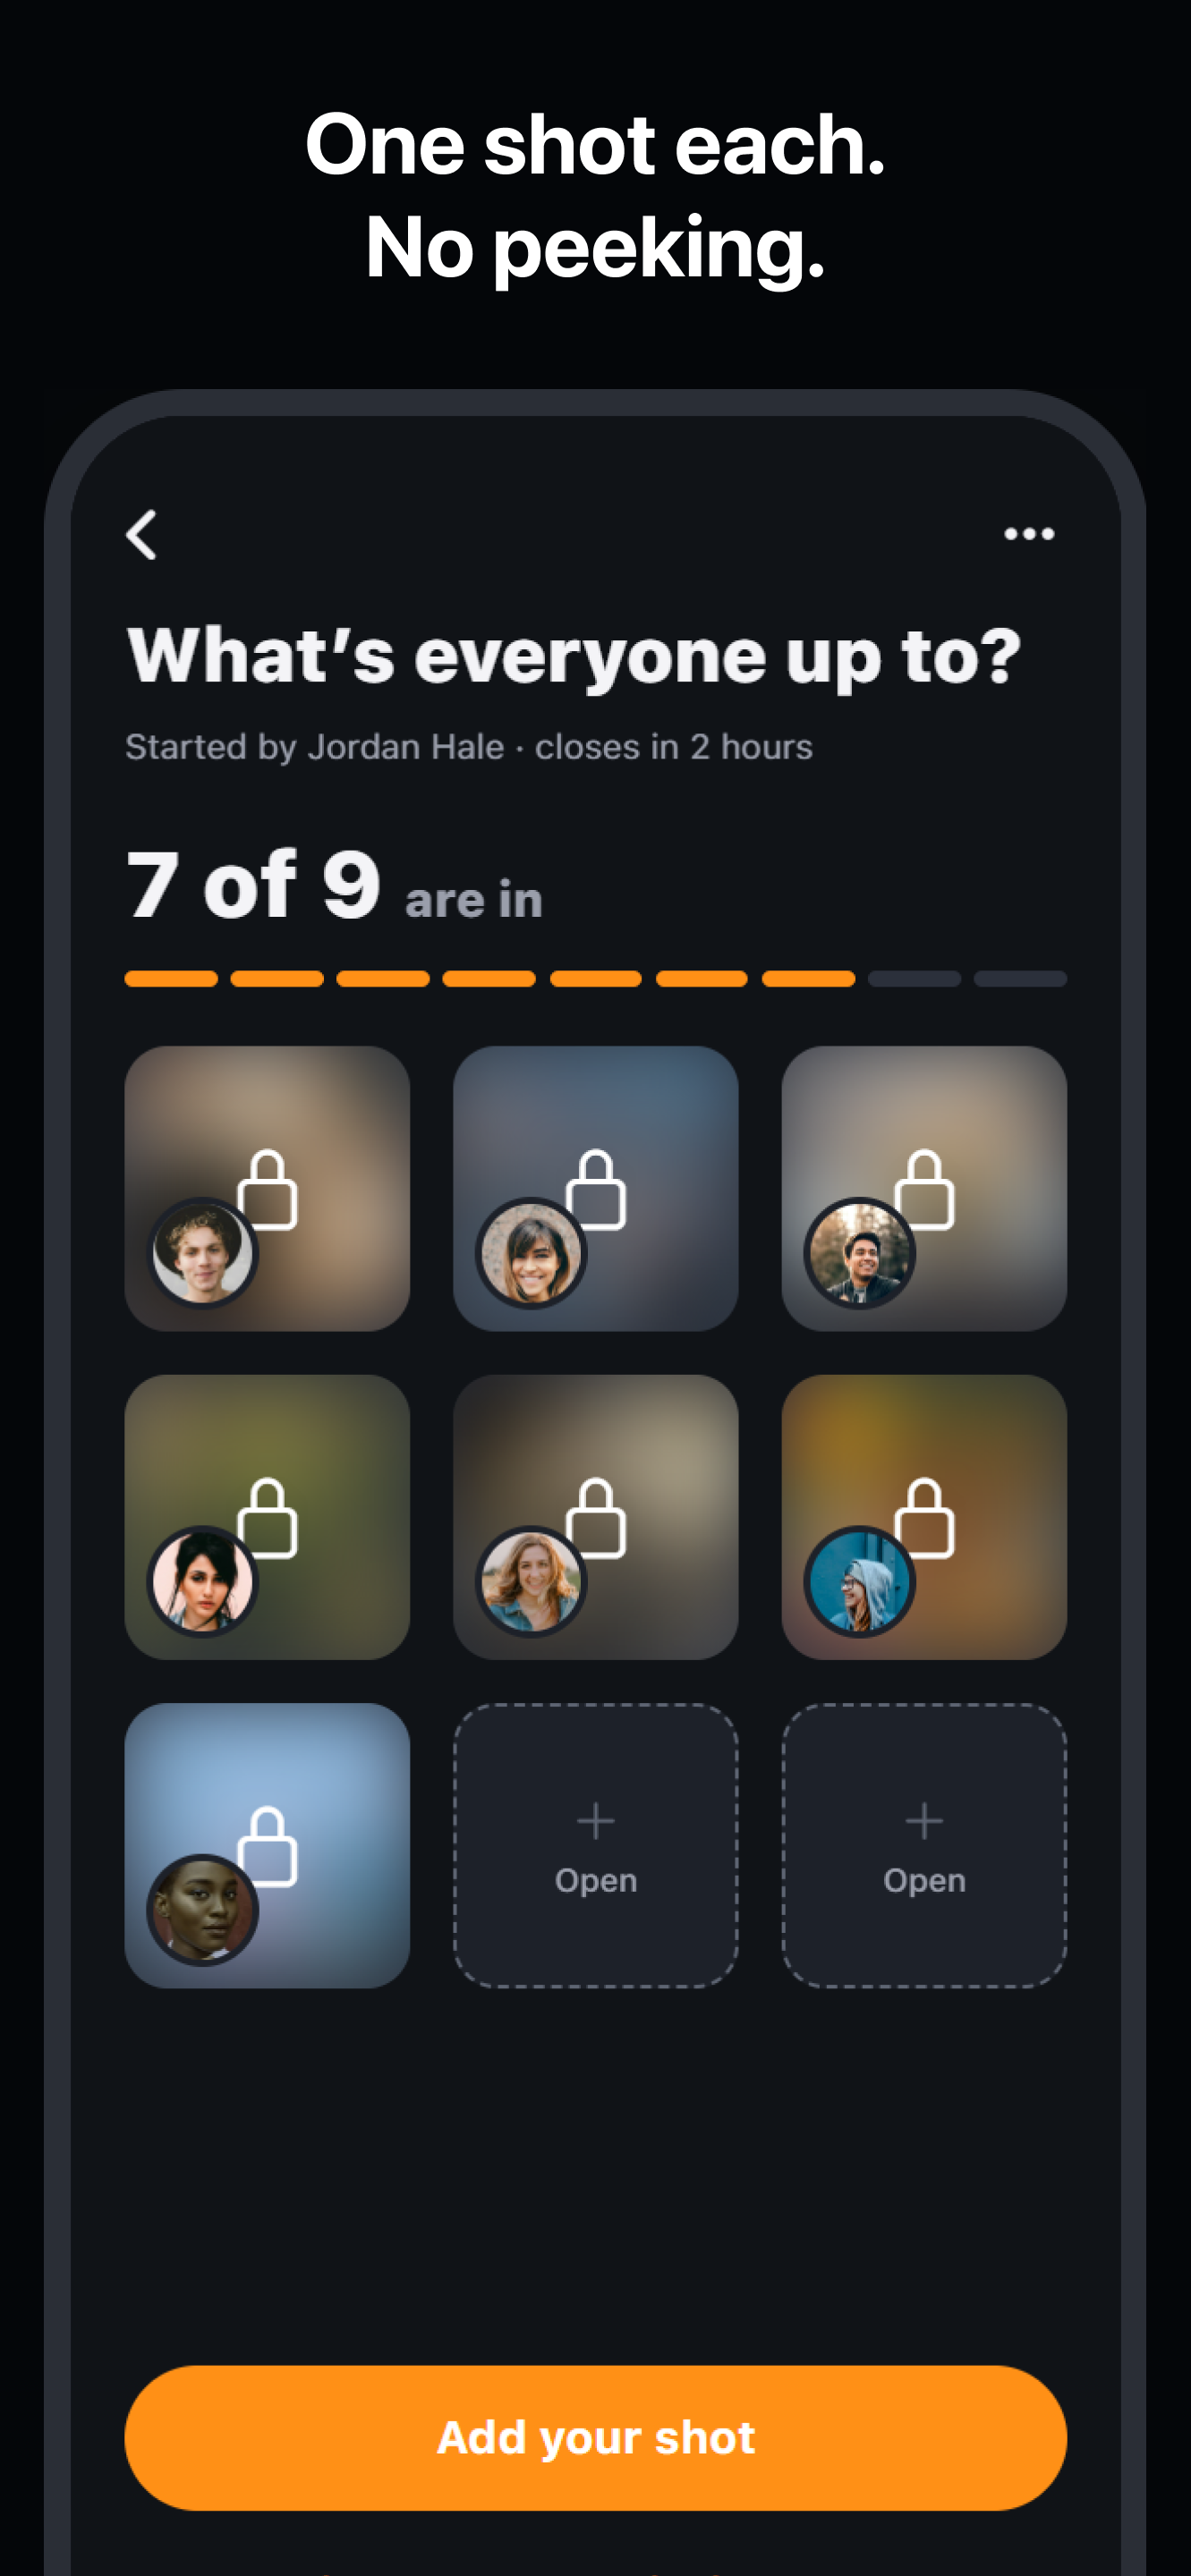 One shot each.
No peeking.
What’s everyone up to?
Started by Jordan Hale · closes in 2 hours
7 of 9 are in
Open
Open
Add your shot